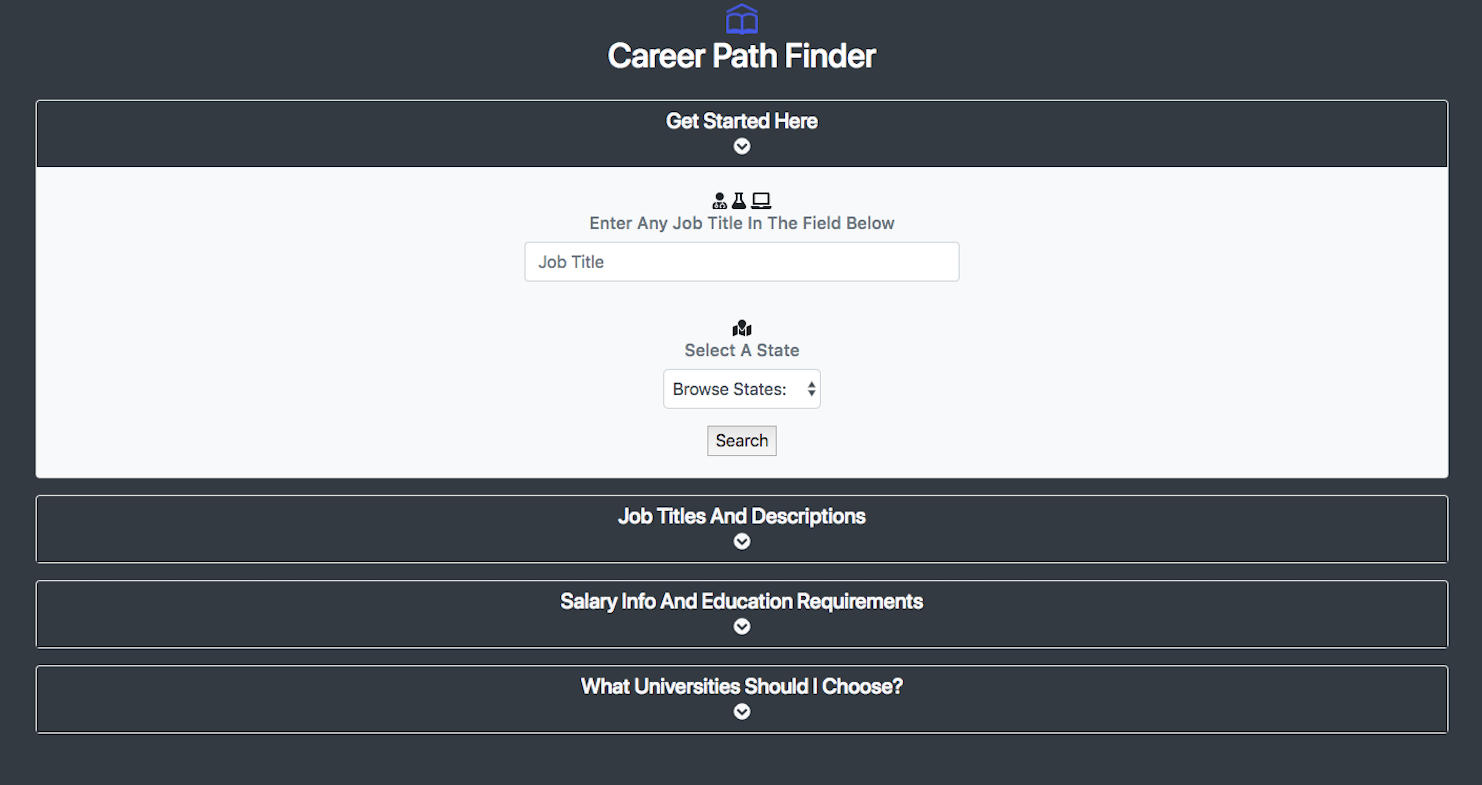 Career Path Finder
Get Started Here
Enter Any Job Title In The Field Below
Job Title
Select A State
Browse States:
Search
Job Titles And Descriptions
Salary Info And Education Requirements
What Universities Should I Choose?